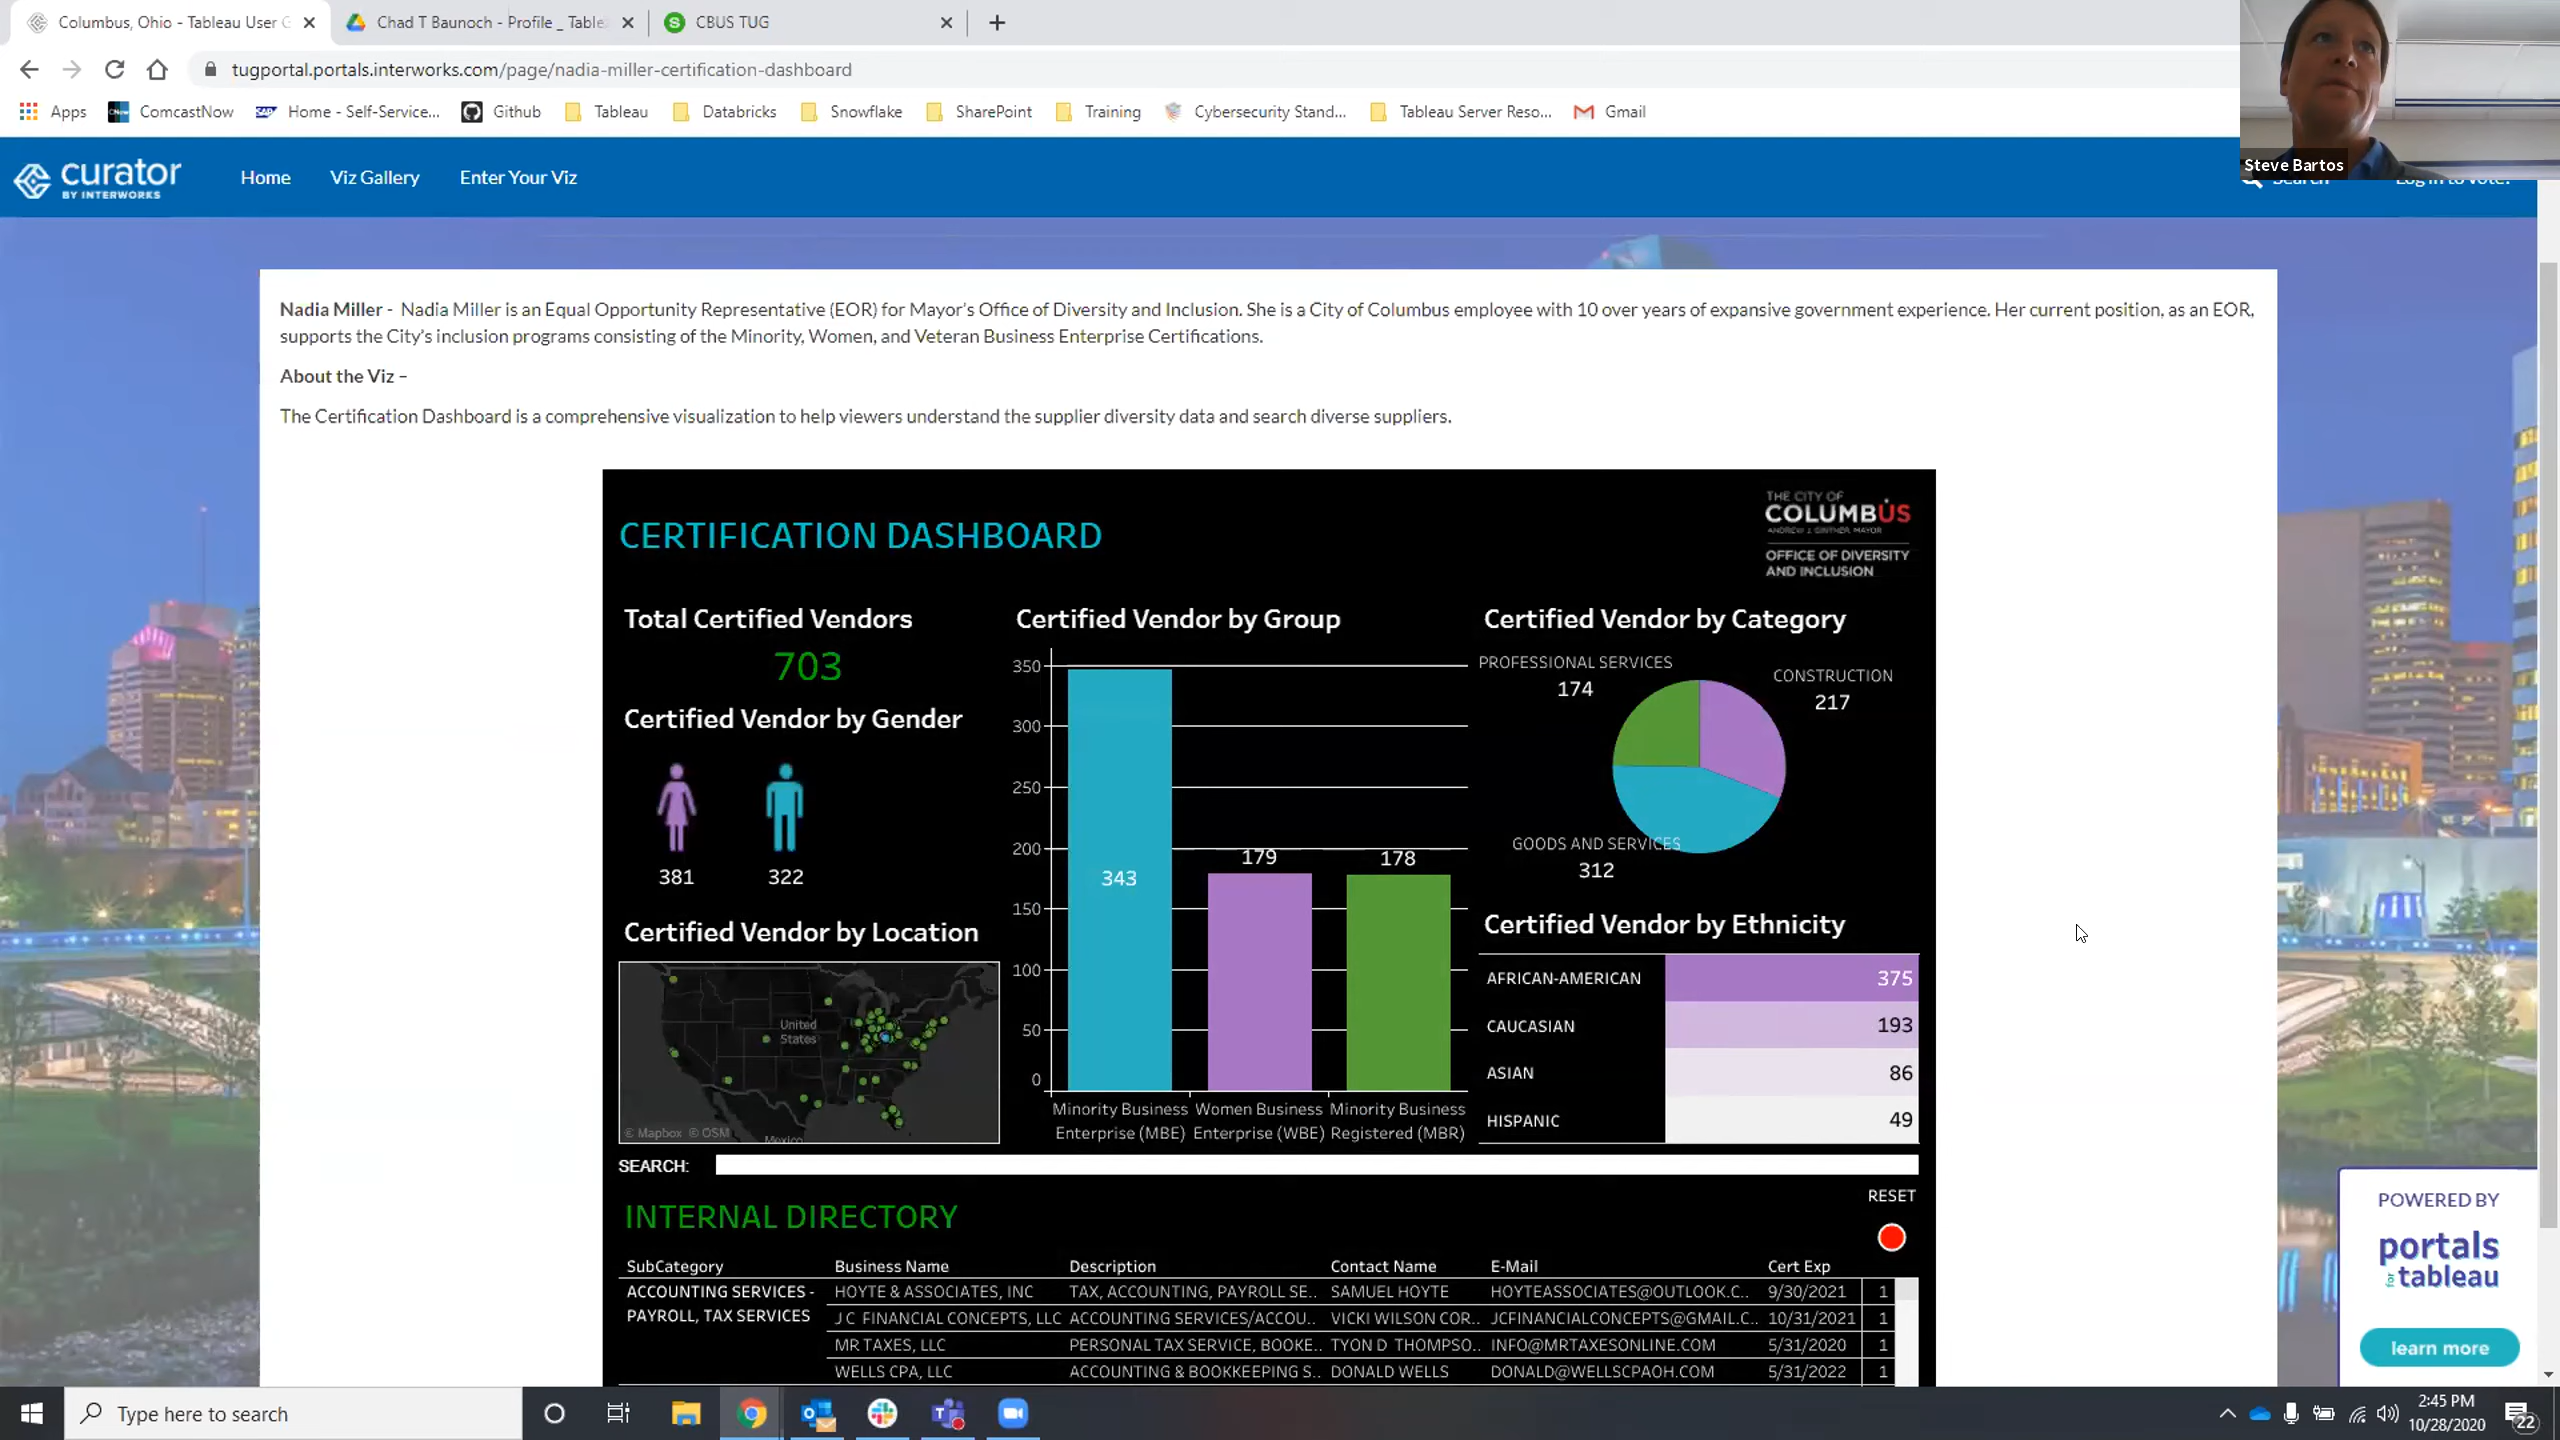 Columbus, Ohio - Tableau User G
Chad T Baunoch - Profile _ Table
CBUS TUG
tugportal.portals.interworks.com/page/nadia-miller-certification-dashboard
Apps
ComcastNow
Home - Self-Service...
Github
Tableau
Databricks
Snowflake
SharePoint
Training
Cybersecurity Stand...
Tableau Server Reso...
Gmail
Steve Bartos
curator
BY INTERWORKS
Home
Viz Gallery
Enter Your Viz
Search
Log in to vote!
Nadia Miller - Nadia Miller is an Equal Opportunity Representative (EOR) for Mayor's Office of Diversity and Inclusion. She is a City of Columbus employee with 10 over years of expansive government experience. Her current position, as an EOR,
supports the City's inclusion programs consisting of the Minority, Women, and Veteran Business Enterprise Certifications.
About the Viz –
The Certification Dashboard is a comprehensive visualization to help viewers understand the supplier diversity data and search diverse suppliers.
CERTIFICATION DASHBOARD
THE CITY OF
COLUMBUS
ANDREW J. GINTHER, MAYOR
OFFICE OF DIVERSITY
AND INCLUSION
Total Certified Vendors
703
Certified Vendor by Gender
381
322
Certified Vendor by Location
United
States
Mexico
© Mapbox © OSM
Certified Vendor by Group
350
300
250
200
150
100
50
0
343
179
178
Minority Business
Enterprise (MBE)
Women Business
Enterprise (WBE)
Minority Business
Registered (MBR)
Certified Vendor by Category
PROFESSIONAL SERVICES
174
CONSTRUCTION
217
GOODS AND SERVICES
312
Certified Vendor by Ethnicity
AFRICAN-AMERICAN 375
CAUCASIAN 193
ASIAN 86
HISPANIC 49
SEARCH:
RESET
INTERNAL DIRECTORY
SubCategory Business Name Description Contact Name E-Mail Cert Exp
ACCOUNTING SERVICES - HOYTE & ASSOCIATES, INC TAX, ACCOUNTING, PAYROLL SE.. SAMUEL HOYTE HOYTEASSOCIATES@OUTLOOK.C.. 9/30/2021 1
PAYROLL, TAX SERVICES J C FINANCIAL CONCEPTS, LLC ACCOUNTING SERVICES/ACCOU.. VICKI WILSON COR.. JCFINANCIALCONCEPTS@GMAIL.C.. 10/31/2021 1
MR TAXES, LLC PERSONAL TAX SERVICE, BOOKE.. TYON D THOMPSO.. INFO@MRTAXESONLINE.COM 5/31/2020 1
WELLS CPA, LLC ACCOUNTING & BOOKKEEPING S.. DONALD WELLS DONALD@WELLSCPAOH.COM 5/31/2022 1
POWERED BY
portals
for tableau
learn more
Type here to search
2:45 PM
10/28/2020
22